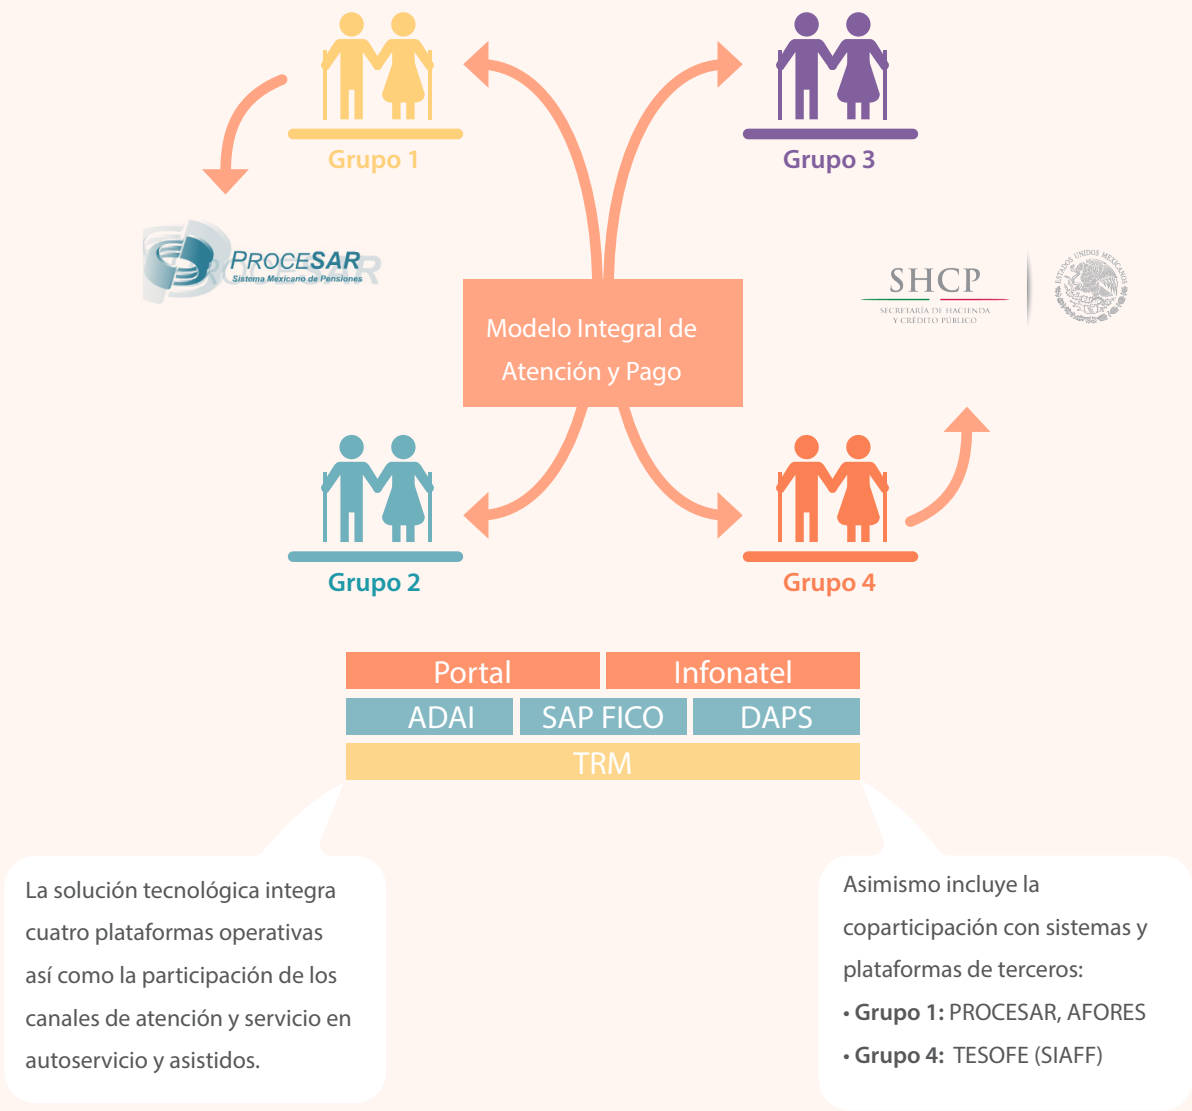 Grupo 1
Grupo 3
PROCESAR
Sistema Mexicano de Pensiones
SHCP
SECRETARÍA DE HACIENDA
Y CRÉDITO PÚBLICO
ESTADOS UNIDOS MEXICANOS
Modelo Integral de
Atención y Pago
Grupo 2
Grupo 4
Portal
Infonatel
ADAI
SAP FICO
DAPS
TRM
La solución tecnológica integra
cuatro plataformas operativas
así como la participación de los
canales de atención y servicio en
autoservicio y asistidos.
Asimismo incluye la
coparticipación con sistemas y
plataformas de terceros:
• Grupo 1: PROCESAR, AFORES
• Grupo 4: TESOFE (SIAFF)